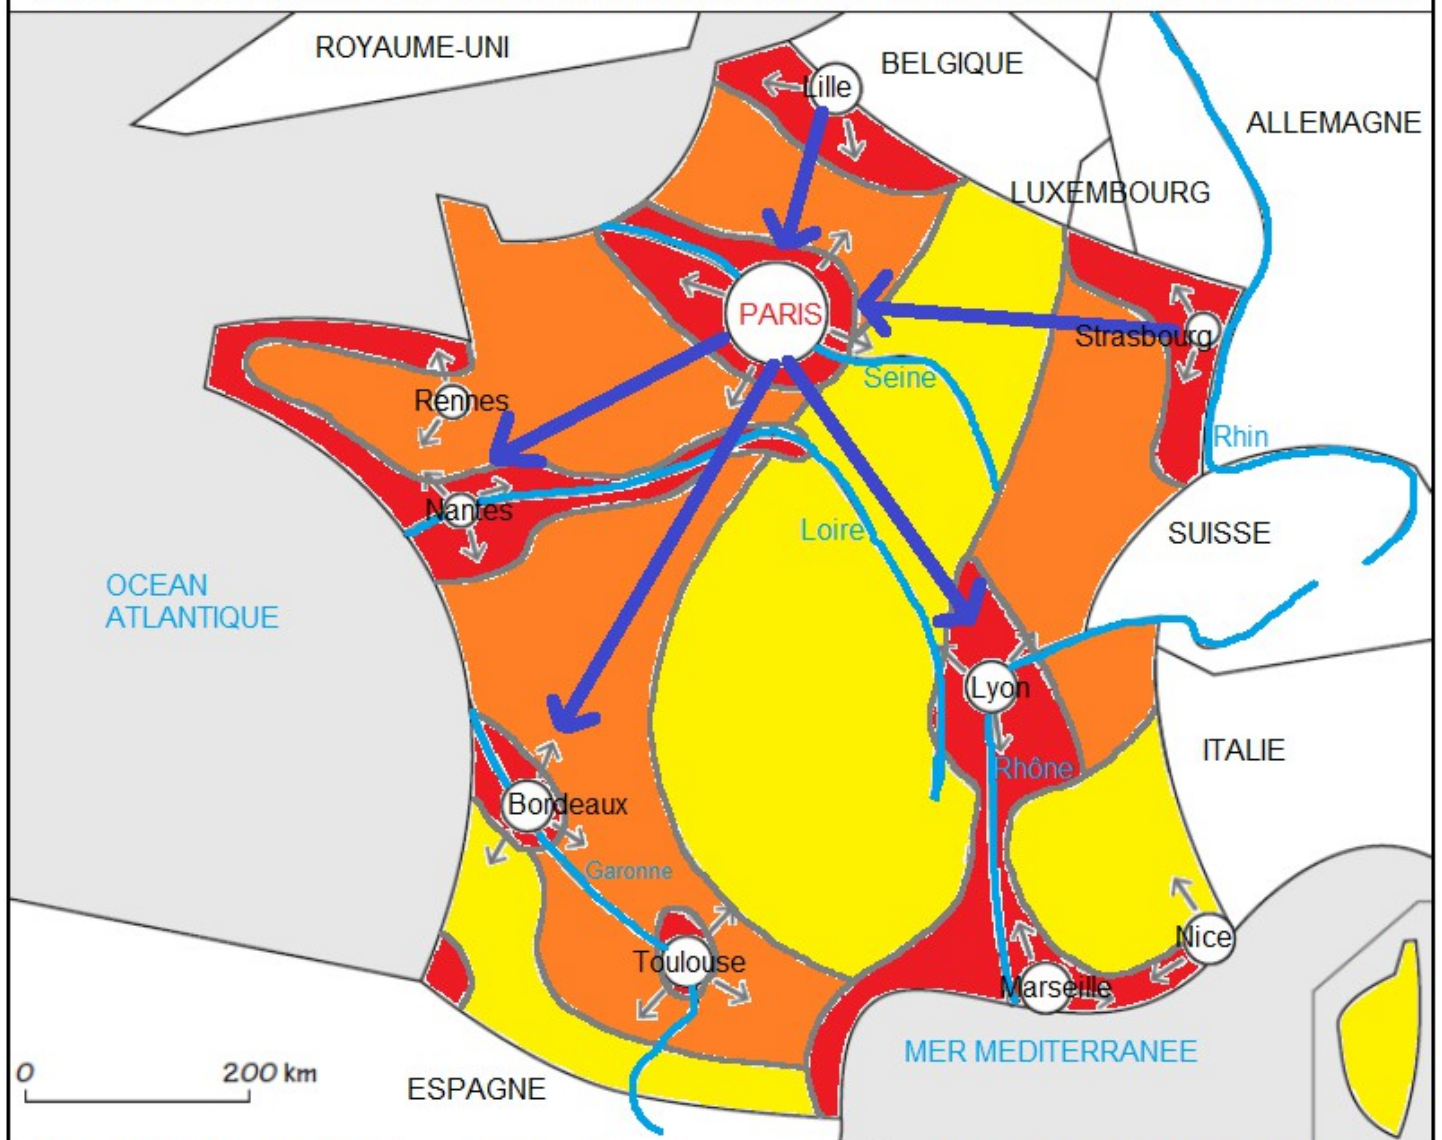 ROYAUME-UNI
BELGIQUE
Lille
ALLEMAGNE
LUXEMBOURG
PARIS
Strasbourg
Seine
Rennes
Rhin
Nantes
Loire
SUISSE
OCEAN
ATLANTIQUE
Lyon
ITALIE
Rhône
Bordeaux
Garonne
Nice
Toulouse
Marseille
MER MEDITERRANEE
0
200 km
ESPAGNE